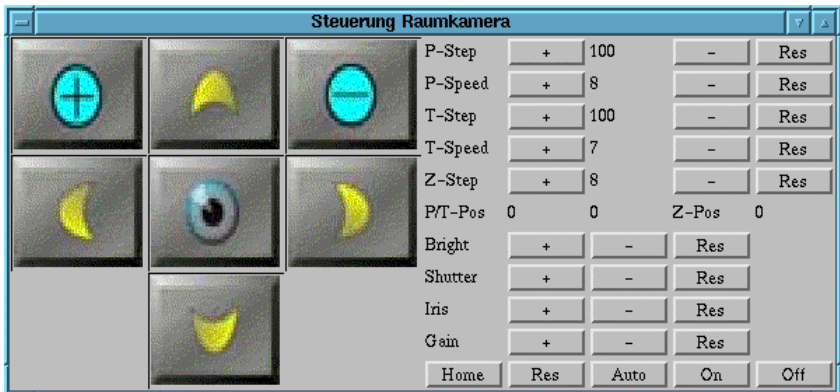 Steuerung Raumkamera
P-Step + 100 - Res
P-Speed + 8 - Res
T-Step + 100 - Res
T-Speed + 7 - Res
Z-Step + 8 - Res
P/T-Pos 0 0 Z-Pos 0
Bright + - Res
Shutter + - Res
Iris + - Res
Gain + - Res
Home Res Auto On Off